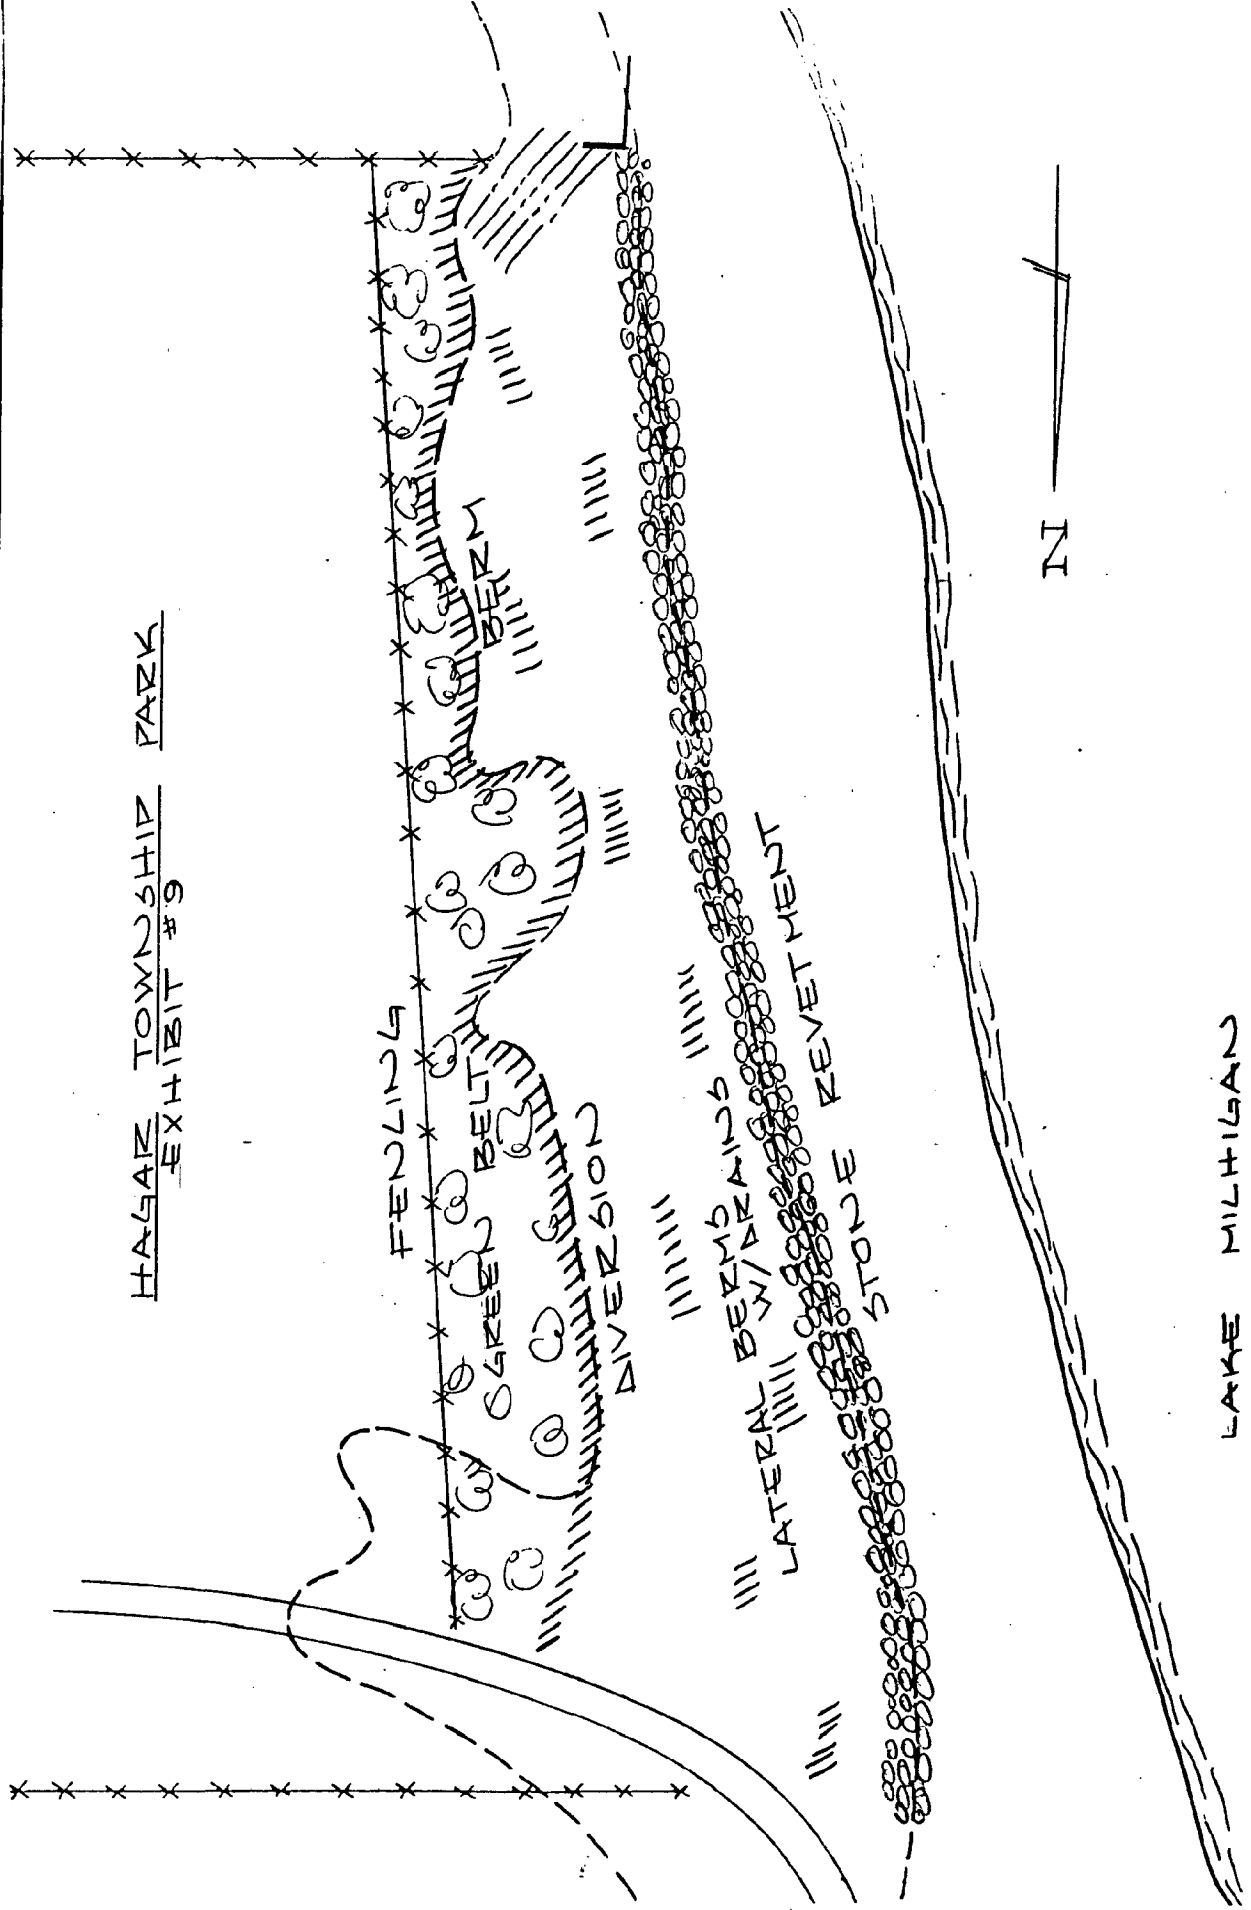 HAGAR TOWNSHIP PARK
EXHIBIT #9
FENCING
GREEN BELT
DIVERSION BERM
LATERAL BERMS
W/DRAINS
STONE REVETMENT
N
LAKE MICHIGAN